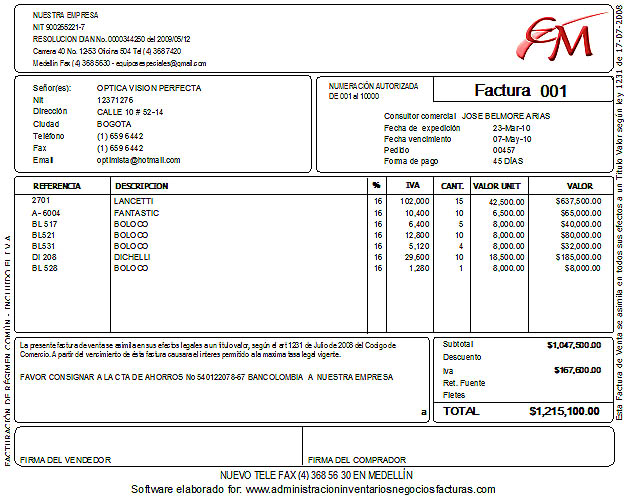 NUESTRA EMPRESA
NIT 900265221-7
RESOLUCION DIAN No. 0000344250 del 2009/05/12
Carrera 40 No. 1253 Oficina 504 Tel (4) 3687420
Medellin Fax (4) 3685630 - equiposespeciales@gmail.com
FM
Señor(es): OPTICA VISION PERFECTA
Nit 12371276
Dirección CALLE 10 # 52-14
Ciudad BOGOTA
Teléfono (1) 6596442
Fax (1) 6596442
Email optimista@hotmail.com
NUMERACIÓN AUTORIZADA
DE 001 al 10000
Factura 001
Consultor comercial JOSE BELMORE ARIAS
Fecha de expedición 23-Mar-10
Fecha vencimiento 07-May-10
Pedido 00457
Forma de pago 45 DÍAS
REFERENCIA DESCRIPCION % IVA CANT. VALOR UNIT VALOR
2701 LANCETTI 16 102,000 15 42,500.00 $637,500.00
A-6004 FANTASTIC 16 10,400 10 6,500.00 $65,000.00
BL 517 BOLOCO 16 6,400 5 8,000.00 $40,000.00
BL521 BOLOCO 16 12,800 10 8,000.00 $80,000.00
BL531 BOLOCO 16 5,120 4 8,000.00 $32,000.00
DI 208 DICHELLI 16 29,600 10 18,500.00 $185,000.00
BL 528 BOLOCO 16 1,280 1 8,000.00 $8,000.00
La presente factura de venta se asimila en sus efectos legales a un titulo valor, según el art 1231 de Julio de 2008 del Codigo de
Comercio. A partir del vencimiento de ésta factura causara el interes permitido a la maxima tasa legal vigente.
FAVOR CONSIGNAR A LA CTA DE AHORROS No 540122078-67 BANCOLOMBIA A NUESTRA EMPRESA
a
Subtotal $1,047,500.00
Descuento
Iva $167,600.00
Ret. Fuente
Fletes
TOTAL $1,215,100.00
FIRMA DEL VENDEDOR
FIRMA DEL COMPRADOR
NUEVO TELE FAX (4) 368 56 30 EN MEDELLÍN
Software elaborado for: www.administracioninventariosnegociosfacturas.com
FACTURACIÓN DE RÉGIMEN COMÚN - INCLUIDO EL I.V.A
Esta Factura de Venta se asimila en todos sus efectos a un Título Valor según ley 1231 de 17-07-2008